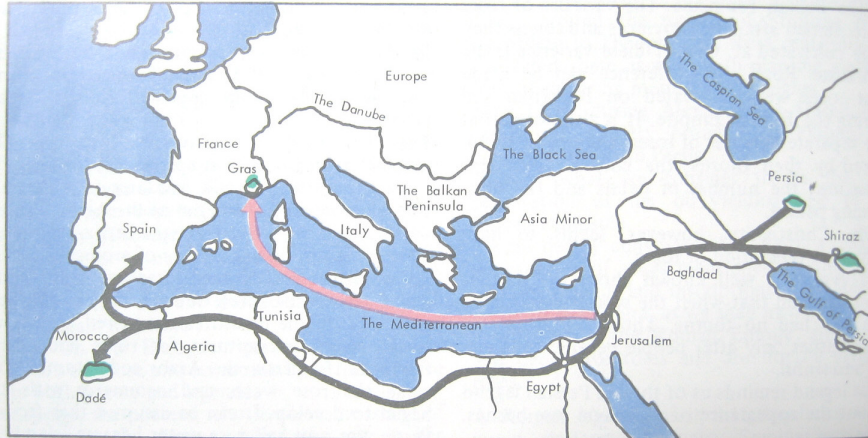 Europe
The Caspian Sea
The Danube
France
Gras
The Black Sea
Persia
The Balkan
Peninsula
Asia Minor
Spain
Italy
Shiraz
Baghdad
The Gulf of Persia
Tunisia
The Mediterranean
Morocco
Algeria
Jerusalem
Egypt
Dadé